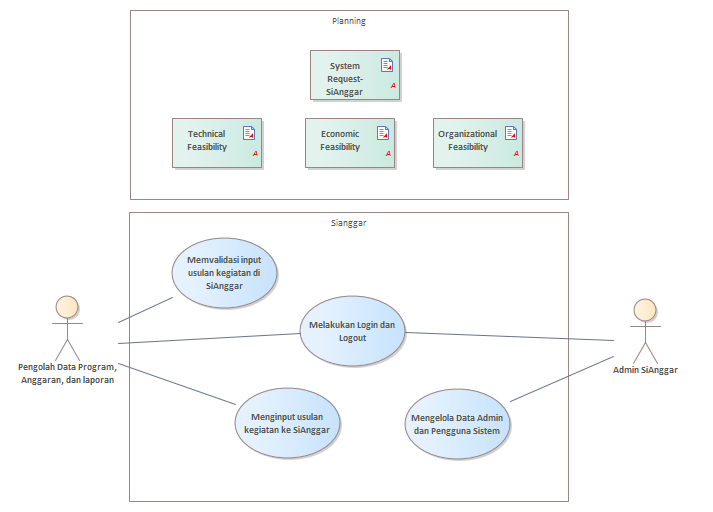 Planning
System
Request-
SiAnggar
A
Technical
Feasibility
A
Economic
Feasibility
A
Organizational
Feasibility
A
Sianggar
Memvalidasi input
usulan kegiatan di
SiAnggar
Melakukan Login dan
Logout
Pengolah Data Program,
Anggaran, dan laporan
Admin SiAnggar
Menginput usulan
kegiatan ke SiAnggar
Mengelola Data Admin
dan Pengguna Sistem